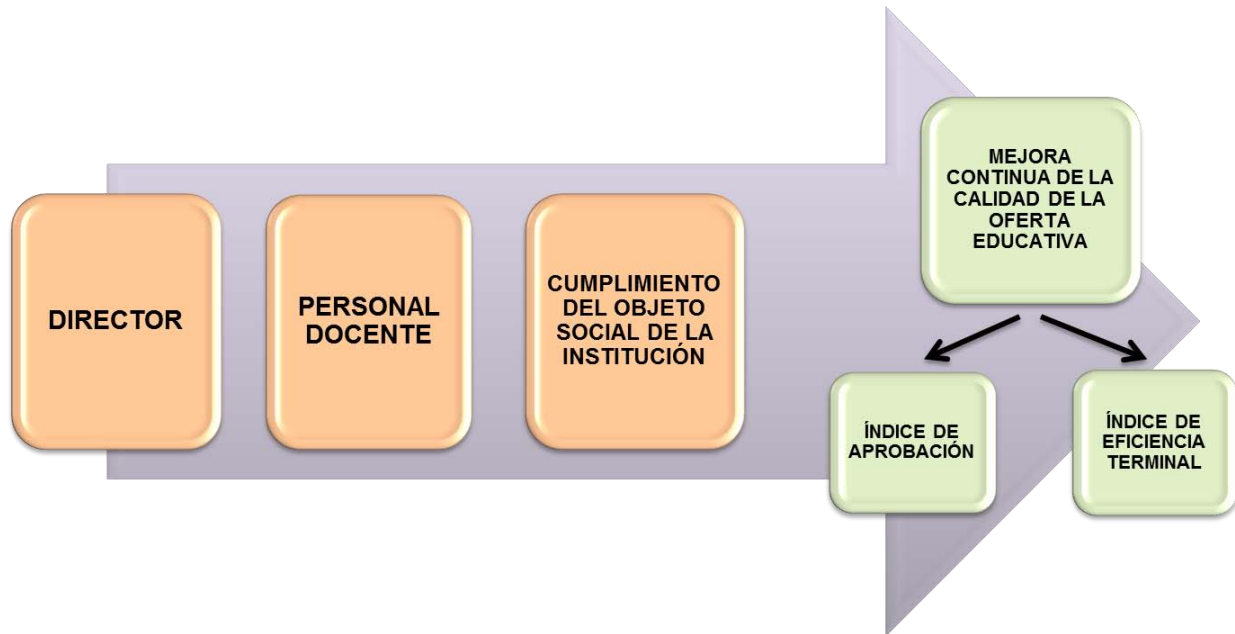 DIRECTOR
PERSONAL
DOCENTE
CUMPLIMIENTO
DEL OBJETO
SOCIAL DE LA
INSTITUCIÓN
MEJORA
CONTINUA DE LA
CALIDAD DE LA
OFERTA
EDUCATIVA
ÍNDICE DE
APROBACIÓN
ÍNDICE DE
EFICIENCIA
TERMINAL